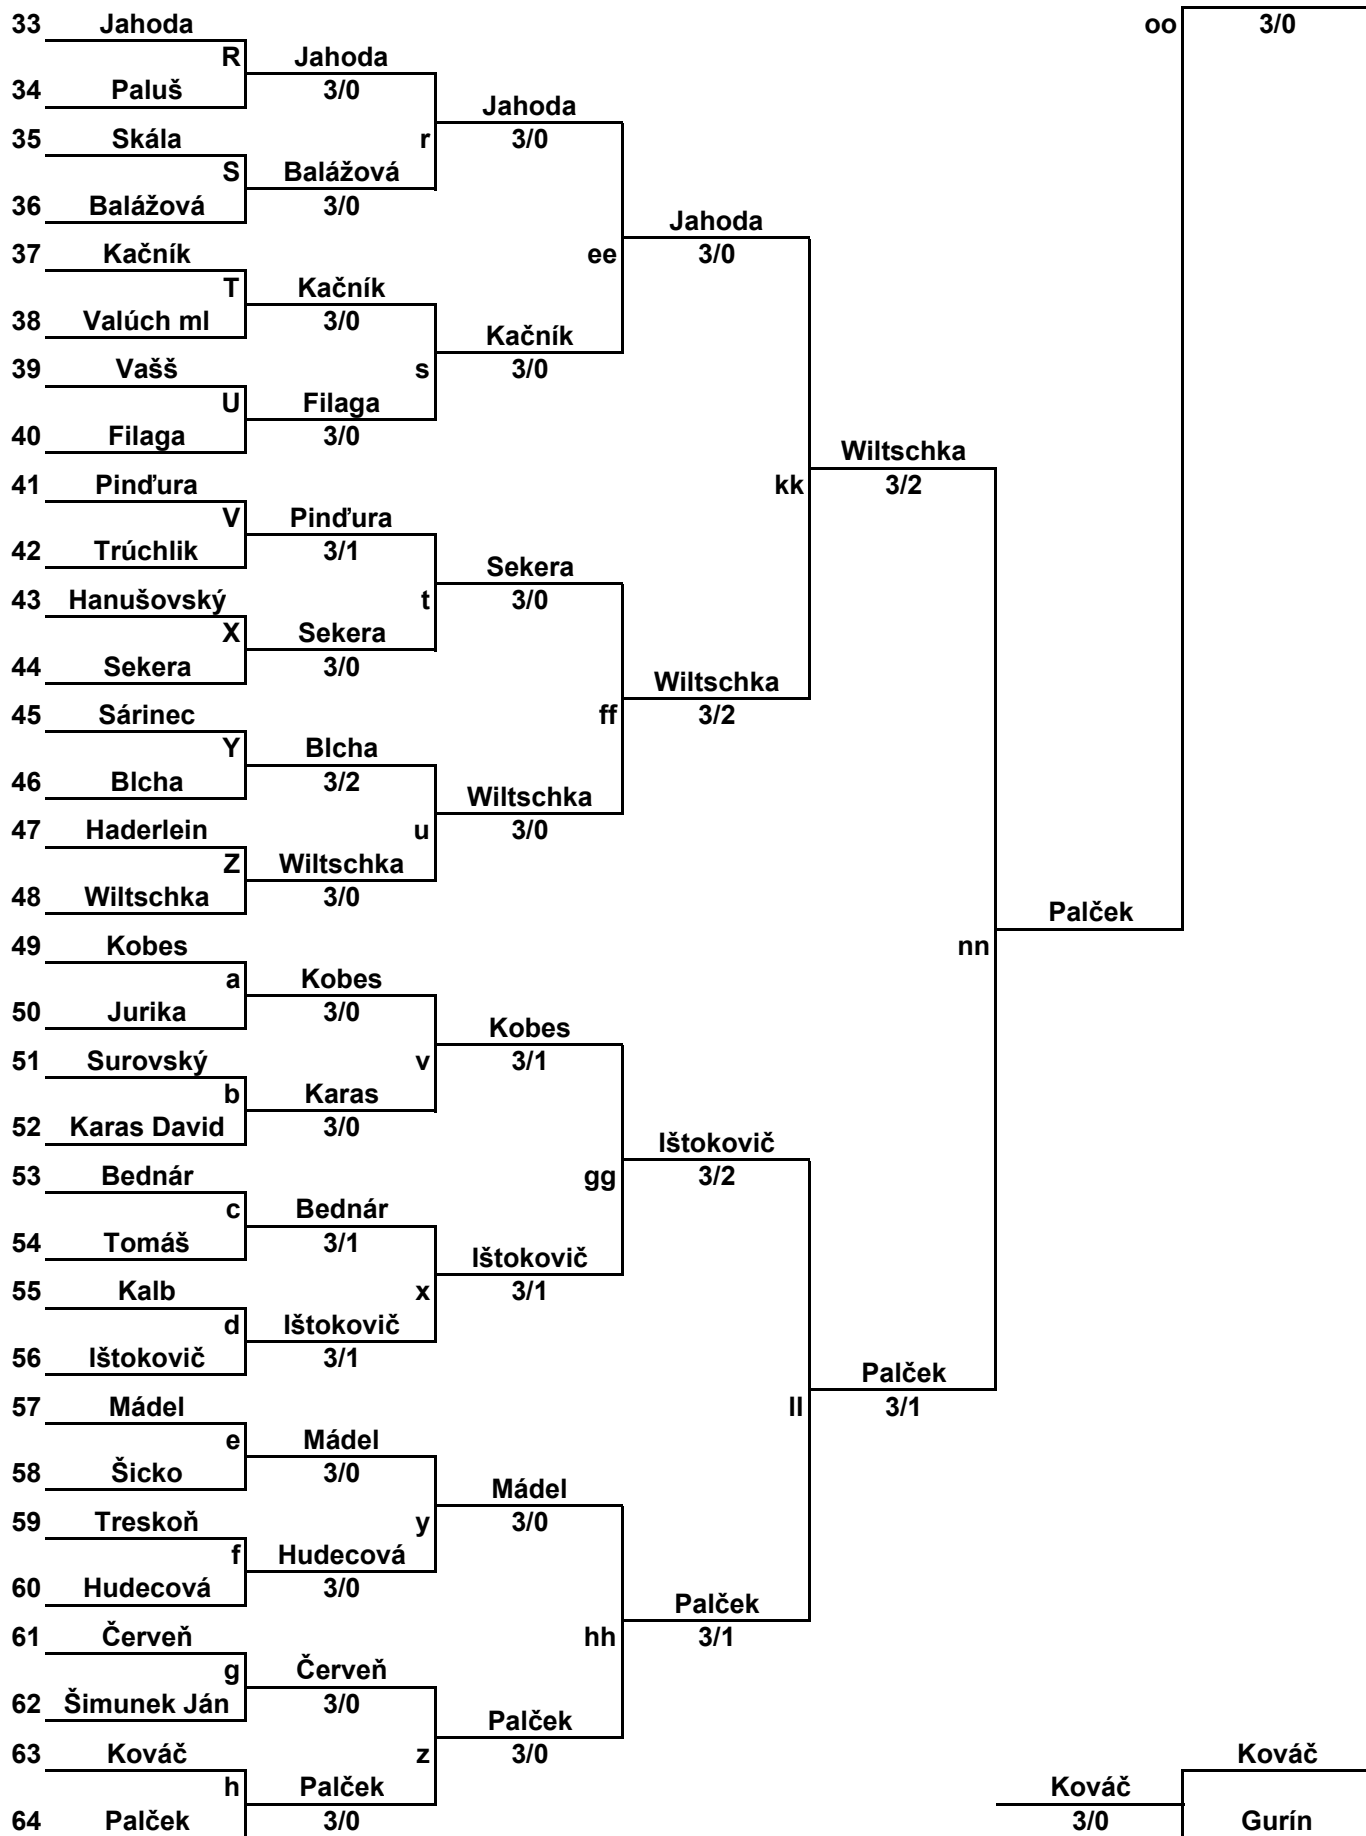 33 Jahoda oo 3/0
R Jahoda
34 Paluš 3/0
Jahoda
35 Skála r 3/0
S Balážová
36 Balážová 3/0
Jahoda
37 Kačník ee 3/0
T Kačník
38 Valúch ml 3/0
Kačník
39 Vašš s 3/0
U Filaga
40 Filaga 3/0
Wiltschka
41 Pinďura kk 3/2
V Pinďura
42 Trúchlik 3/1
Sekera
43 Hanušovský t 3/0
X Sekera
44 Sekera 3/0
Wiltschka
45 Sárinec ff 3/2
Y Blcha
46 Blcha 3/2
Wiltschka
47 Haderlein u 3/0
Z Wiltschka
48 Wiltschka 3/0
Palček
49 Kobes nn
a Kobes
50 Jurika 3/0
Kobes
51 Surovský v 3/1
b Karas
52 Karas David 3/0
Ištokovič
53 Bednár gg 3/2
c Bednár
54 Tomáš 3/1
Ištokovič
55 Kalb x 3/1
d Ištokovič
56 Ištokovič 3/1
Palček
57 Mádel ll 3/1
e Mádel
58 Šicko 3/0
Mádel
59 Treskoň y 3/0
f Hudecová
60 Hudecová 3/0
Palček
61 Červeň hh 3/1
g Červeň
62 Šimunek Ján 3/0
Palček
63 Kováč z 3/0 Kováč
h Palček Kováč
64 Palček 3/0 3/0 Gurín